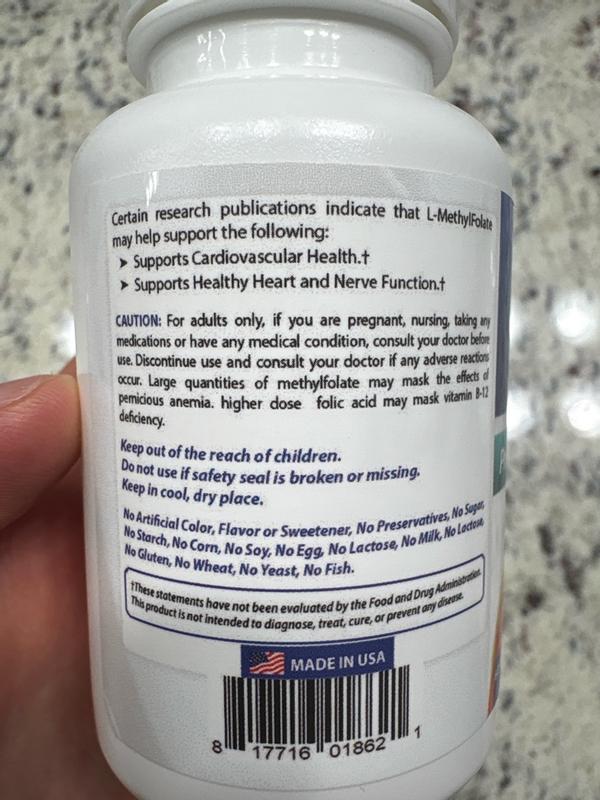 Certain research publications indicate that L-MethylFolate
may help support the following:
➤ Supports Cardiovascular Health.†
➤ Supports Healthy Heart and Nerve Function.†
CAUTION: For adults only, if you are pregnant, nursing, taking any
medications or have any medical condition, consult your doctor before
use. Discontinue use and consult your doctor if any adverse reactions
occur. Large quantities of methylfolate may mask the effects of
pernicious anemia. higher dose folic acid may mask vitamin B-12
deficiency.
Keep out of the reach of children.
Do not use if safety seal is broken or missing.
Keep in cool, dry place.
No Artificial Color, Flavor or Sweetener, No Preservatives, No Sugar,
No Starch, No Corn, No Soy, No Egg, No Lactose, No Milk, No Lactose,
No Gluten, No Wheat, No Yeast, No Fish.
†These statements have not been evaluated by the Food and Drug Administration.
This product is not intended to diagnose, treat, cure, or prevent any disease.
MADE IN USA
8 17716 01862 1